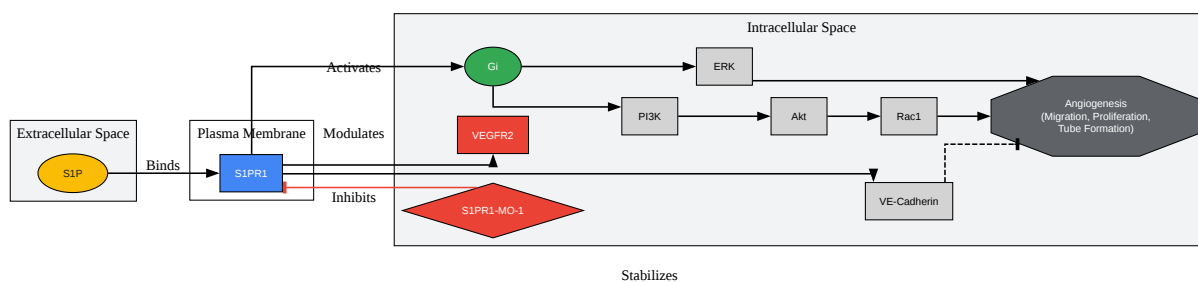 Intracellular Space
Activates
Gi
ERK
Angiogenesis
(Migration, Proliferation,
Tube Formation)
PI3K
Akt
Rac1
Extracellular Space
Plasma Membrane
Modulates
VEGFR2
S1P
Binds
S1PR1
Inhibits
S1PR1-MO-1
VE-Cadherin
Stabilizes